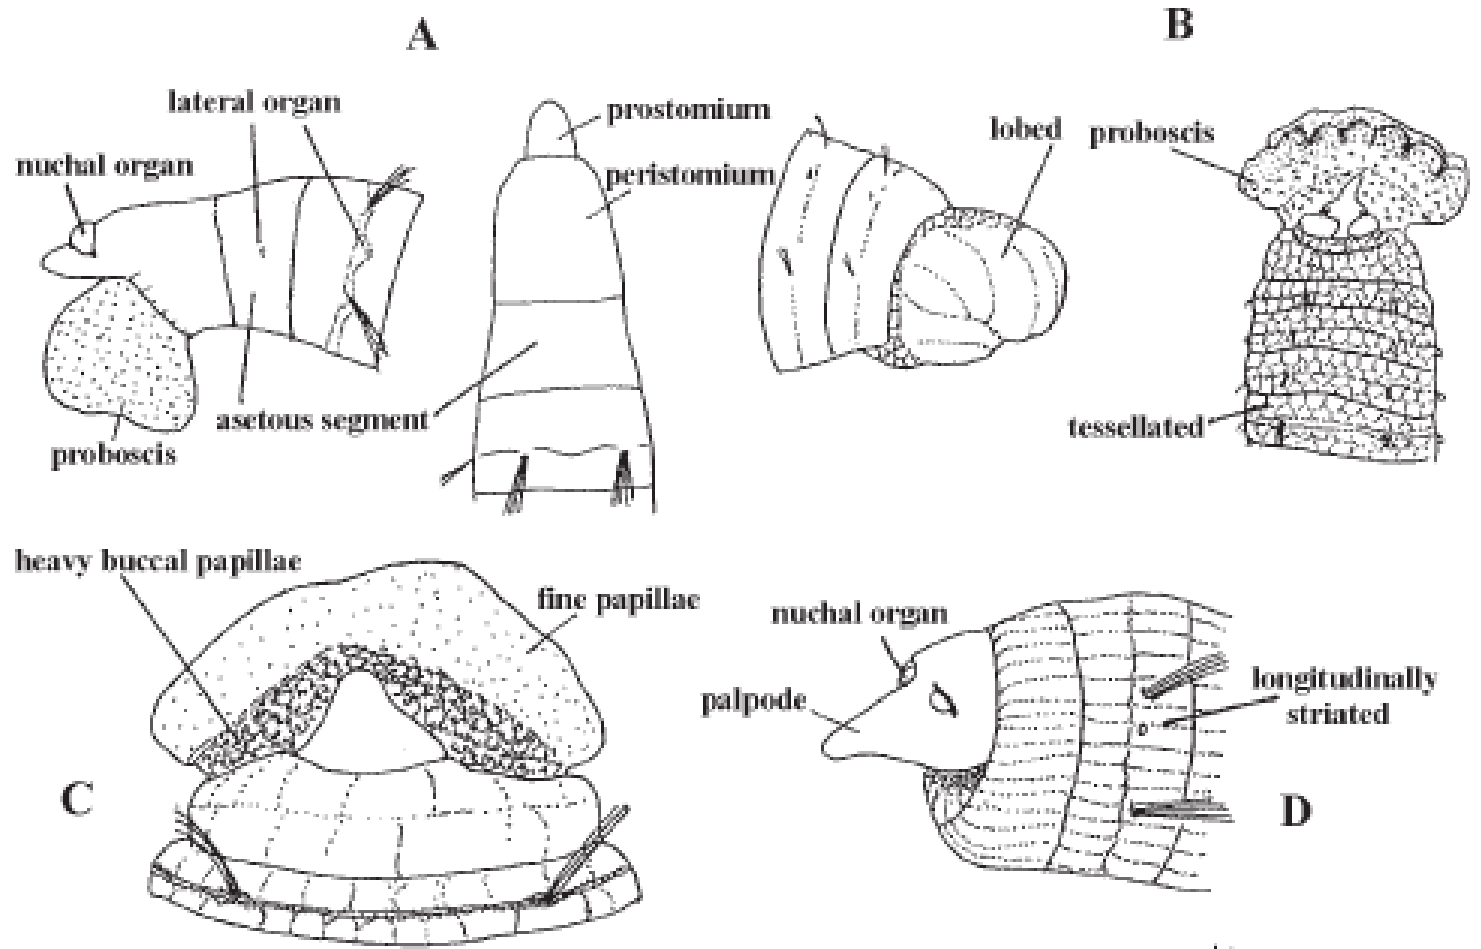 A
B
lateral organ
prostomium
lobed
proboscis
nuchal organ
peristomium
asetous segment
tessellated
proboscis
heavy buccal papillae
fine papillae
nuchal organ
palpode
longitudinally
striated
C
D